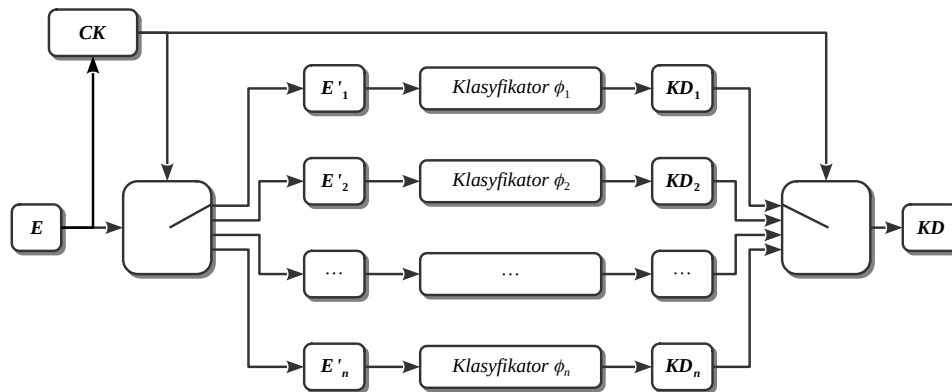 CK
E'1
Klasyfikator ϕ1
KD1
E'2
Klasyfikator ϕ2
KD2
E
KD
...
...
...
E'n
Klasyfikator ϕn
KDn